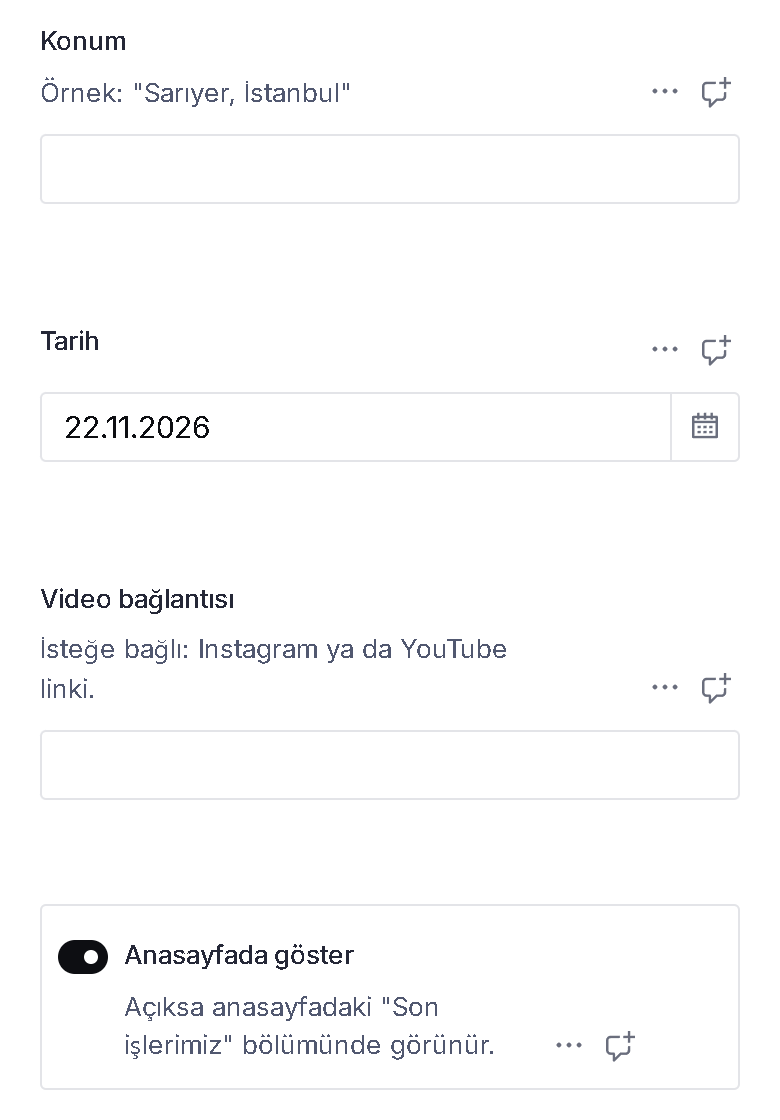 Konum
Örnek: "Sarıyer, İstanbul"
Tarih
22.11.2026
Video bağlantısı
İsteğe bağlı: Instagram ya da YouTube
linki.
Anasayfada göster
Açıksa anasayfadaki "Son
işlerimiz" bölümünde görünür.